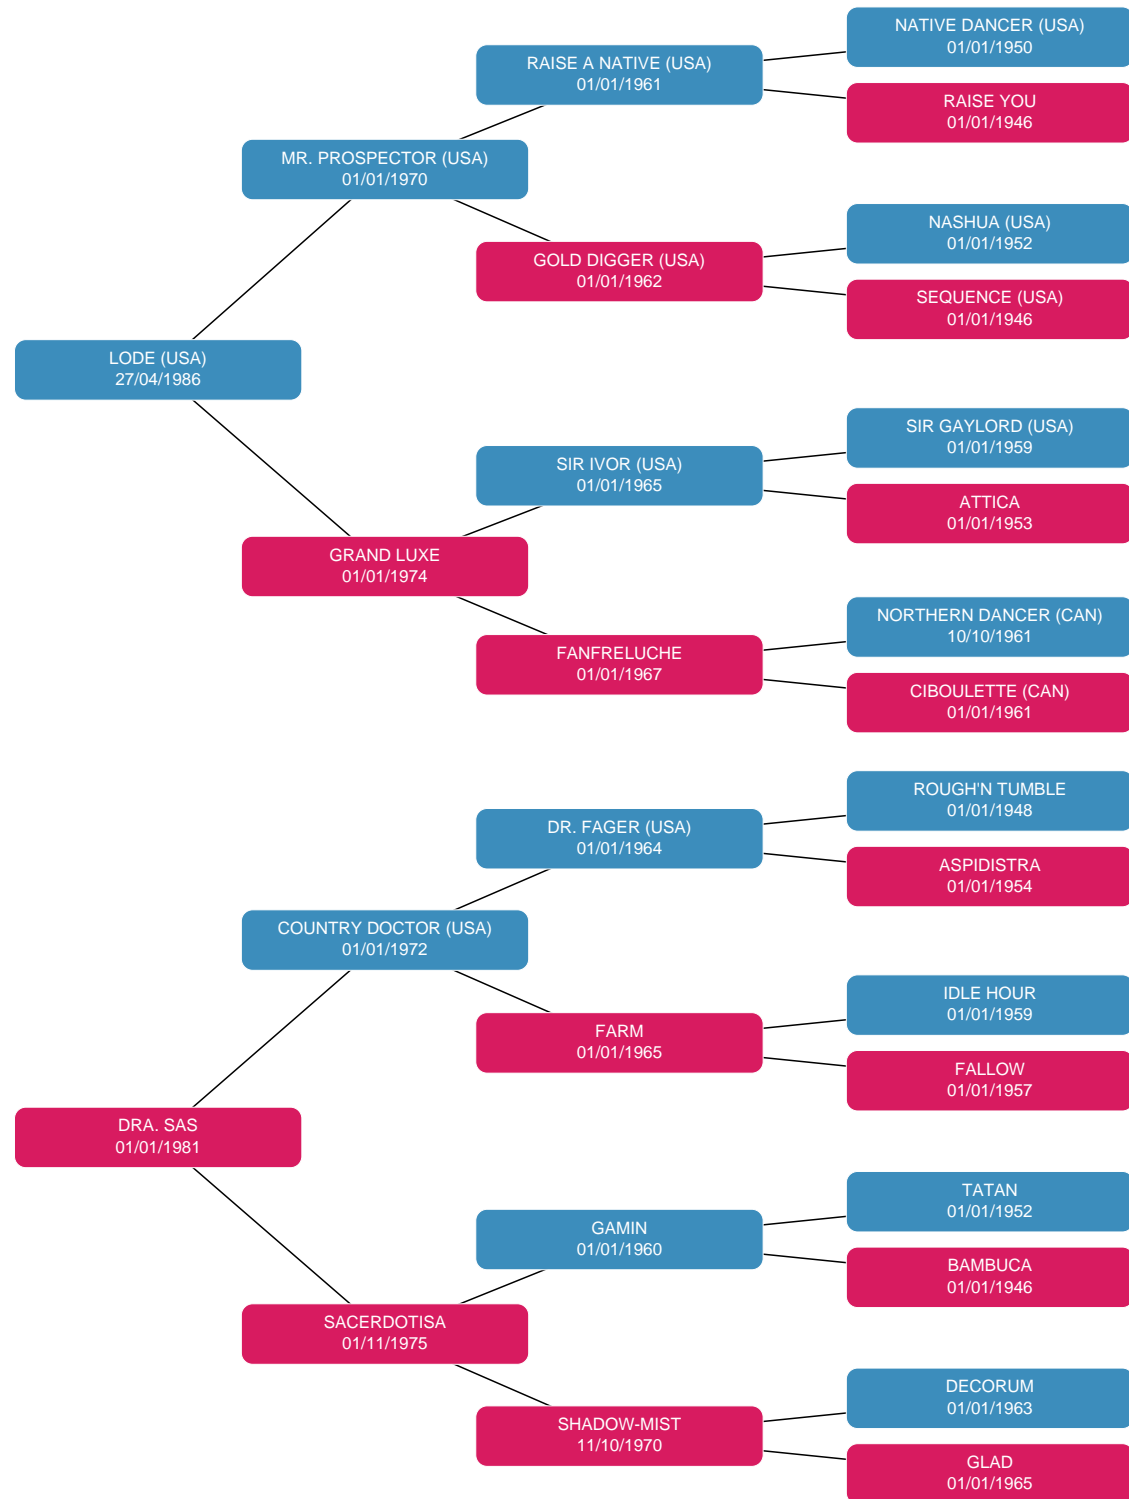 NATIVE DANCER (USA)
01/01/1950
RAISE A NATIVE (USA)
01/01/1961
RAISE YOU
01/01/1946
MR. PROSPECTOR (USA)
01/01/1970
NASHUA (USA)
01/01/1952
GOLD DIGGER (USA)
01/01/1962
SEQUENCE (USA)
01/01/1946
LODE (USA)
27/04/1986
SIR GAYLORD (USA)
01/01/1959
SIR IVOR (USA)
01/01/1965
ATTICA
01/01/1953
GRAND LUXE
01/01/1974
NORTHERN DANCER (CAN)
10/10/1961
FANFRELUCHE
01/01/1967
CIBOULETTE (CAN)
01/01/1961
ROUGH'N TUMBLE
01/01/1948
DR. FAGER (USA)
01/01/1964
ASPIDISTRA
01/01/1954
COUNTRY DOCTOR (USA)
01/01/1972
IDLE HOUR
01/01/1959
FARM
01/01/1965
FALLOW
01/01/1957
DRA. SAS
01/01/1981
TATAN
01/01/1952
GAMIN
01/01/1960
BAMBUCA
01/01/1946
SACERDOTISA
01/11/1975
DECORUM
01/01/1963
SHADOW-MIST
11/10/1970
GLAD
01/01/1965